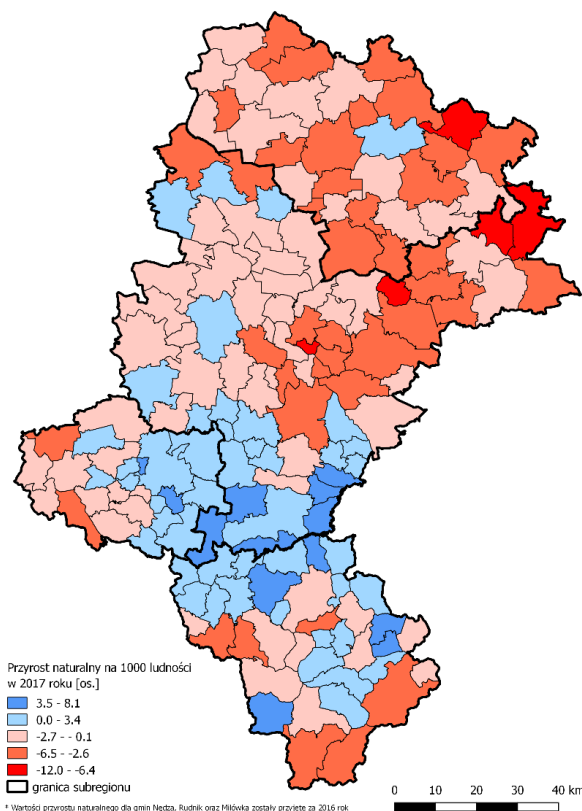 Przyrost naturalny na 1000 ludności
w 2017 roku [os.]
3.5 - 8.1
0.0 - 3.4
-2.7 - -0.1
-6.5 - -2.6
-12.0 - -6.4
granica subregionu
* Wartości przyrostu naturalnego dla gmin Nędza, Rudnik oraz Milówka zostały przyjęte za 2016 rok
0 10 20 30 40 km